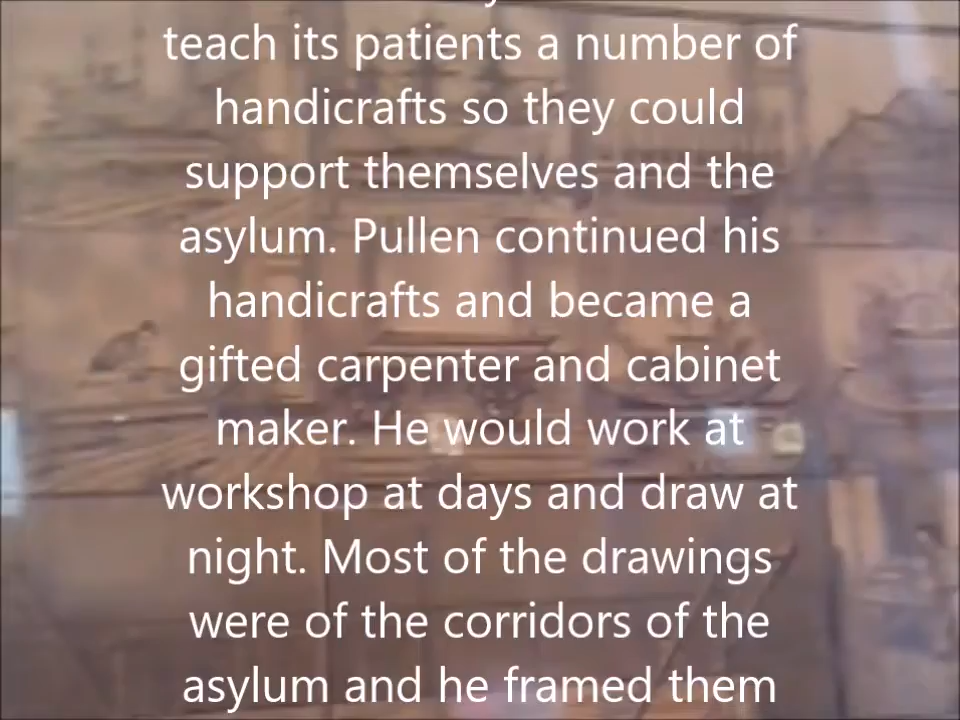 teach its patients a number of
handicrafts so they could
support themselves and the
asylum. Pullen continued his
handicrafts and became a
gifted carpenter and cabinet
maker. He would work at
workshop at days and draw at
night. Most of the drawings
were of the corridors of the
asylum and he framed them